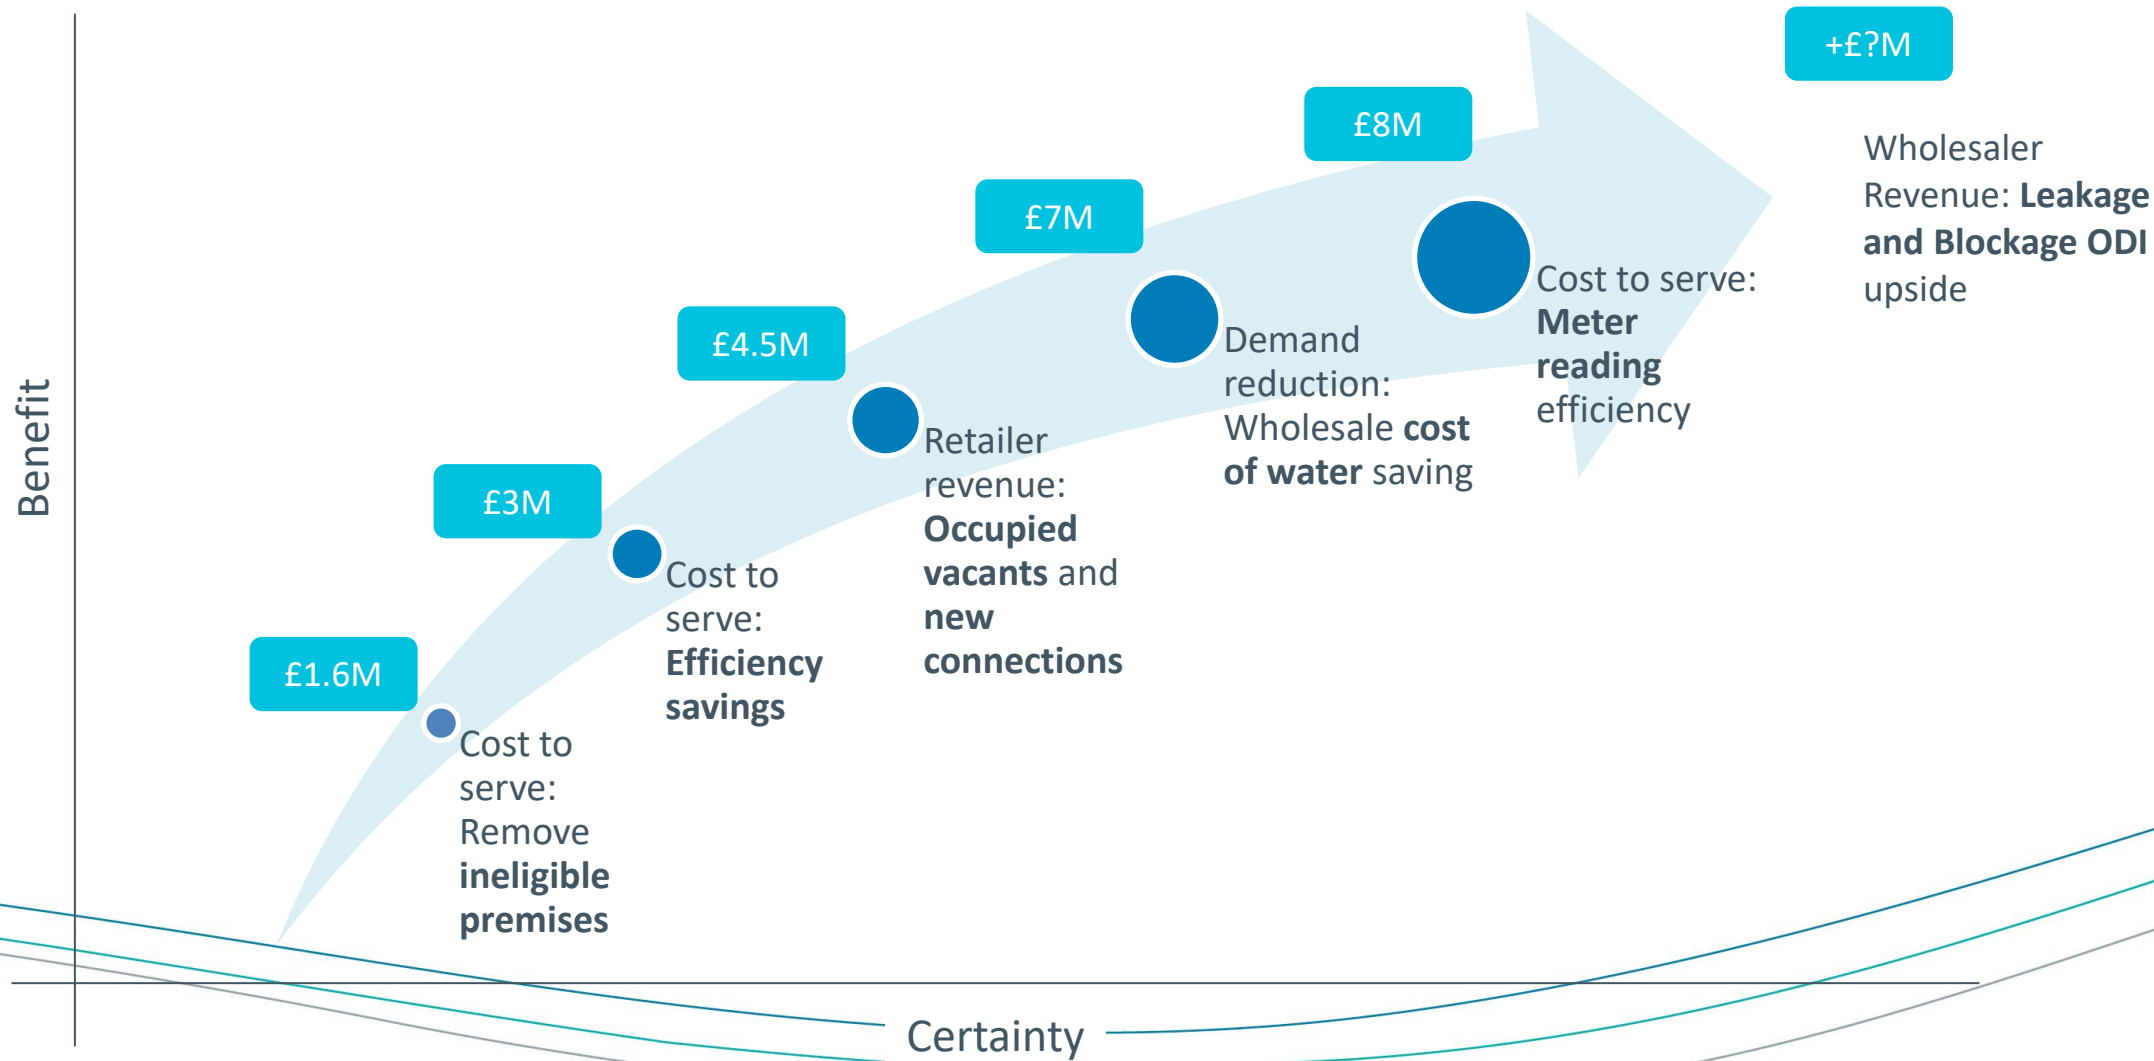 Benefit
£1.6M
Cost to
serve:
Remove
ineligible
premises
£3M
Cost to
serve:
Efficiency
savings
£4.5M
Retailer
revenue:
Occupied
vacants and
new
connections
£7M
Demand
reduction:
Wholesale cost
of water saving
£8M
Cost to serve:
Meter
reading
efficiency
+£?M
Wholesaler
Revenue: Leakage
and Blockage ODI
upside
Certainty